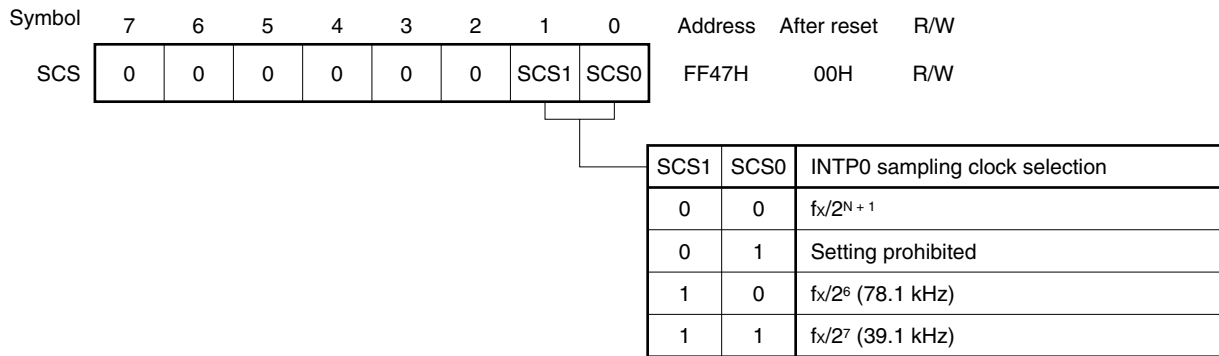 Symbol 7 6 5 4 3 2 1 0 Address After reset R/W
SCS 0 0 0 0 0 0 SCS1 SCS0 FF47H 00H R/W
SCS1 SCS0 INTP0 sampling clock selection
0 0 fx/2ᴺ⁺¹
0 1 Setting prohibited
1 0 fx/2⁶ (78.1 kHz)
1 1 fx/2⁷ (39.1 kHz)